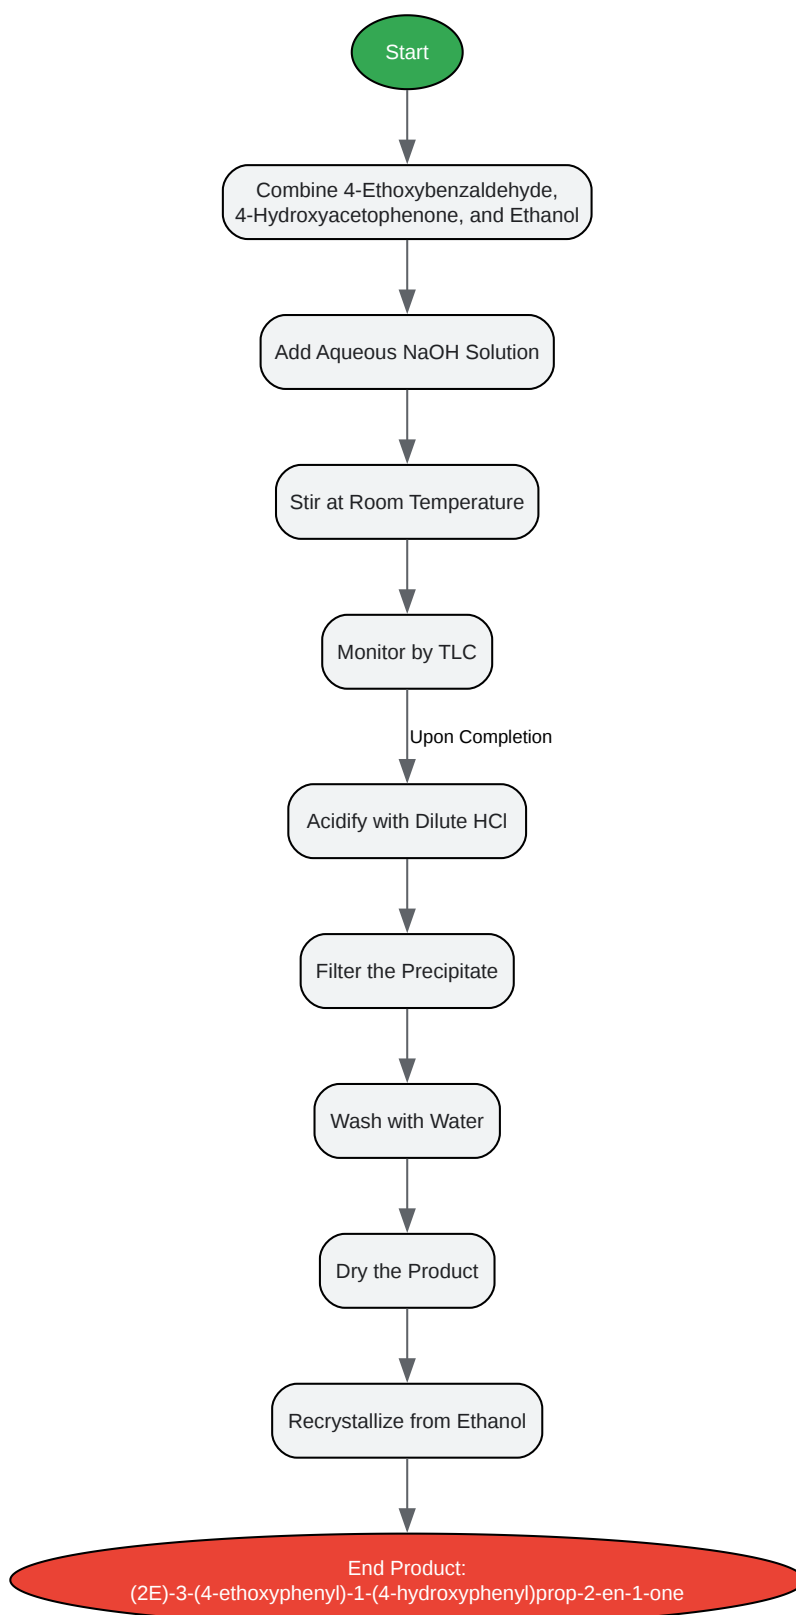 Start
Combine 4-Ethoxybenzaldehyde,
4-Hydroxyacetophenone, and Ethanol
Add Aqueous NaOH Solution
Stir at Room Temperature
Monitor by TLC
Upon Completion
Acidify with Dilute HCl
Filter the Precipitate
Wash with Water
Dry the Product
Recrystallize from Ethanol
End Product:
(2E)-3-(4-ethoxyphenyl)-1-(4-hydroxyphenyl)prop-2-en-1-one